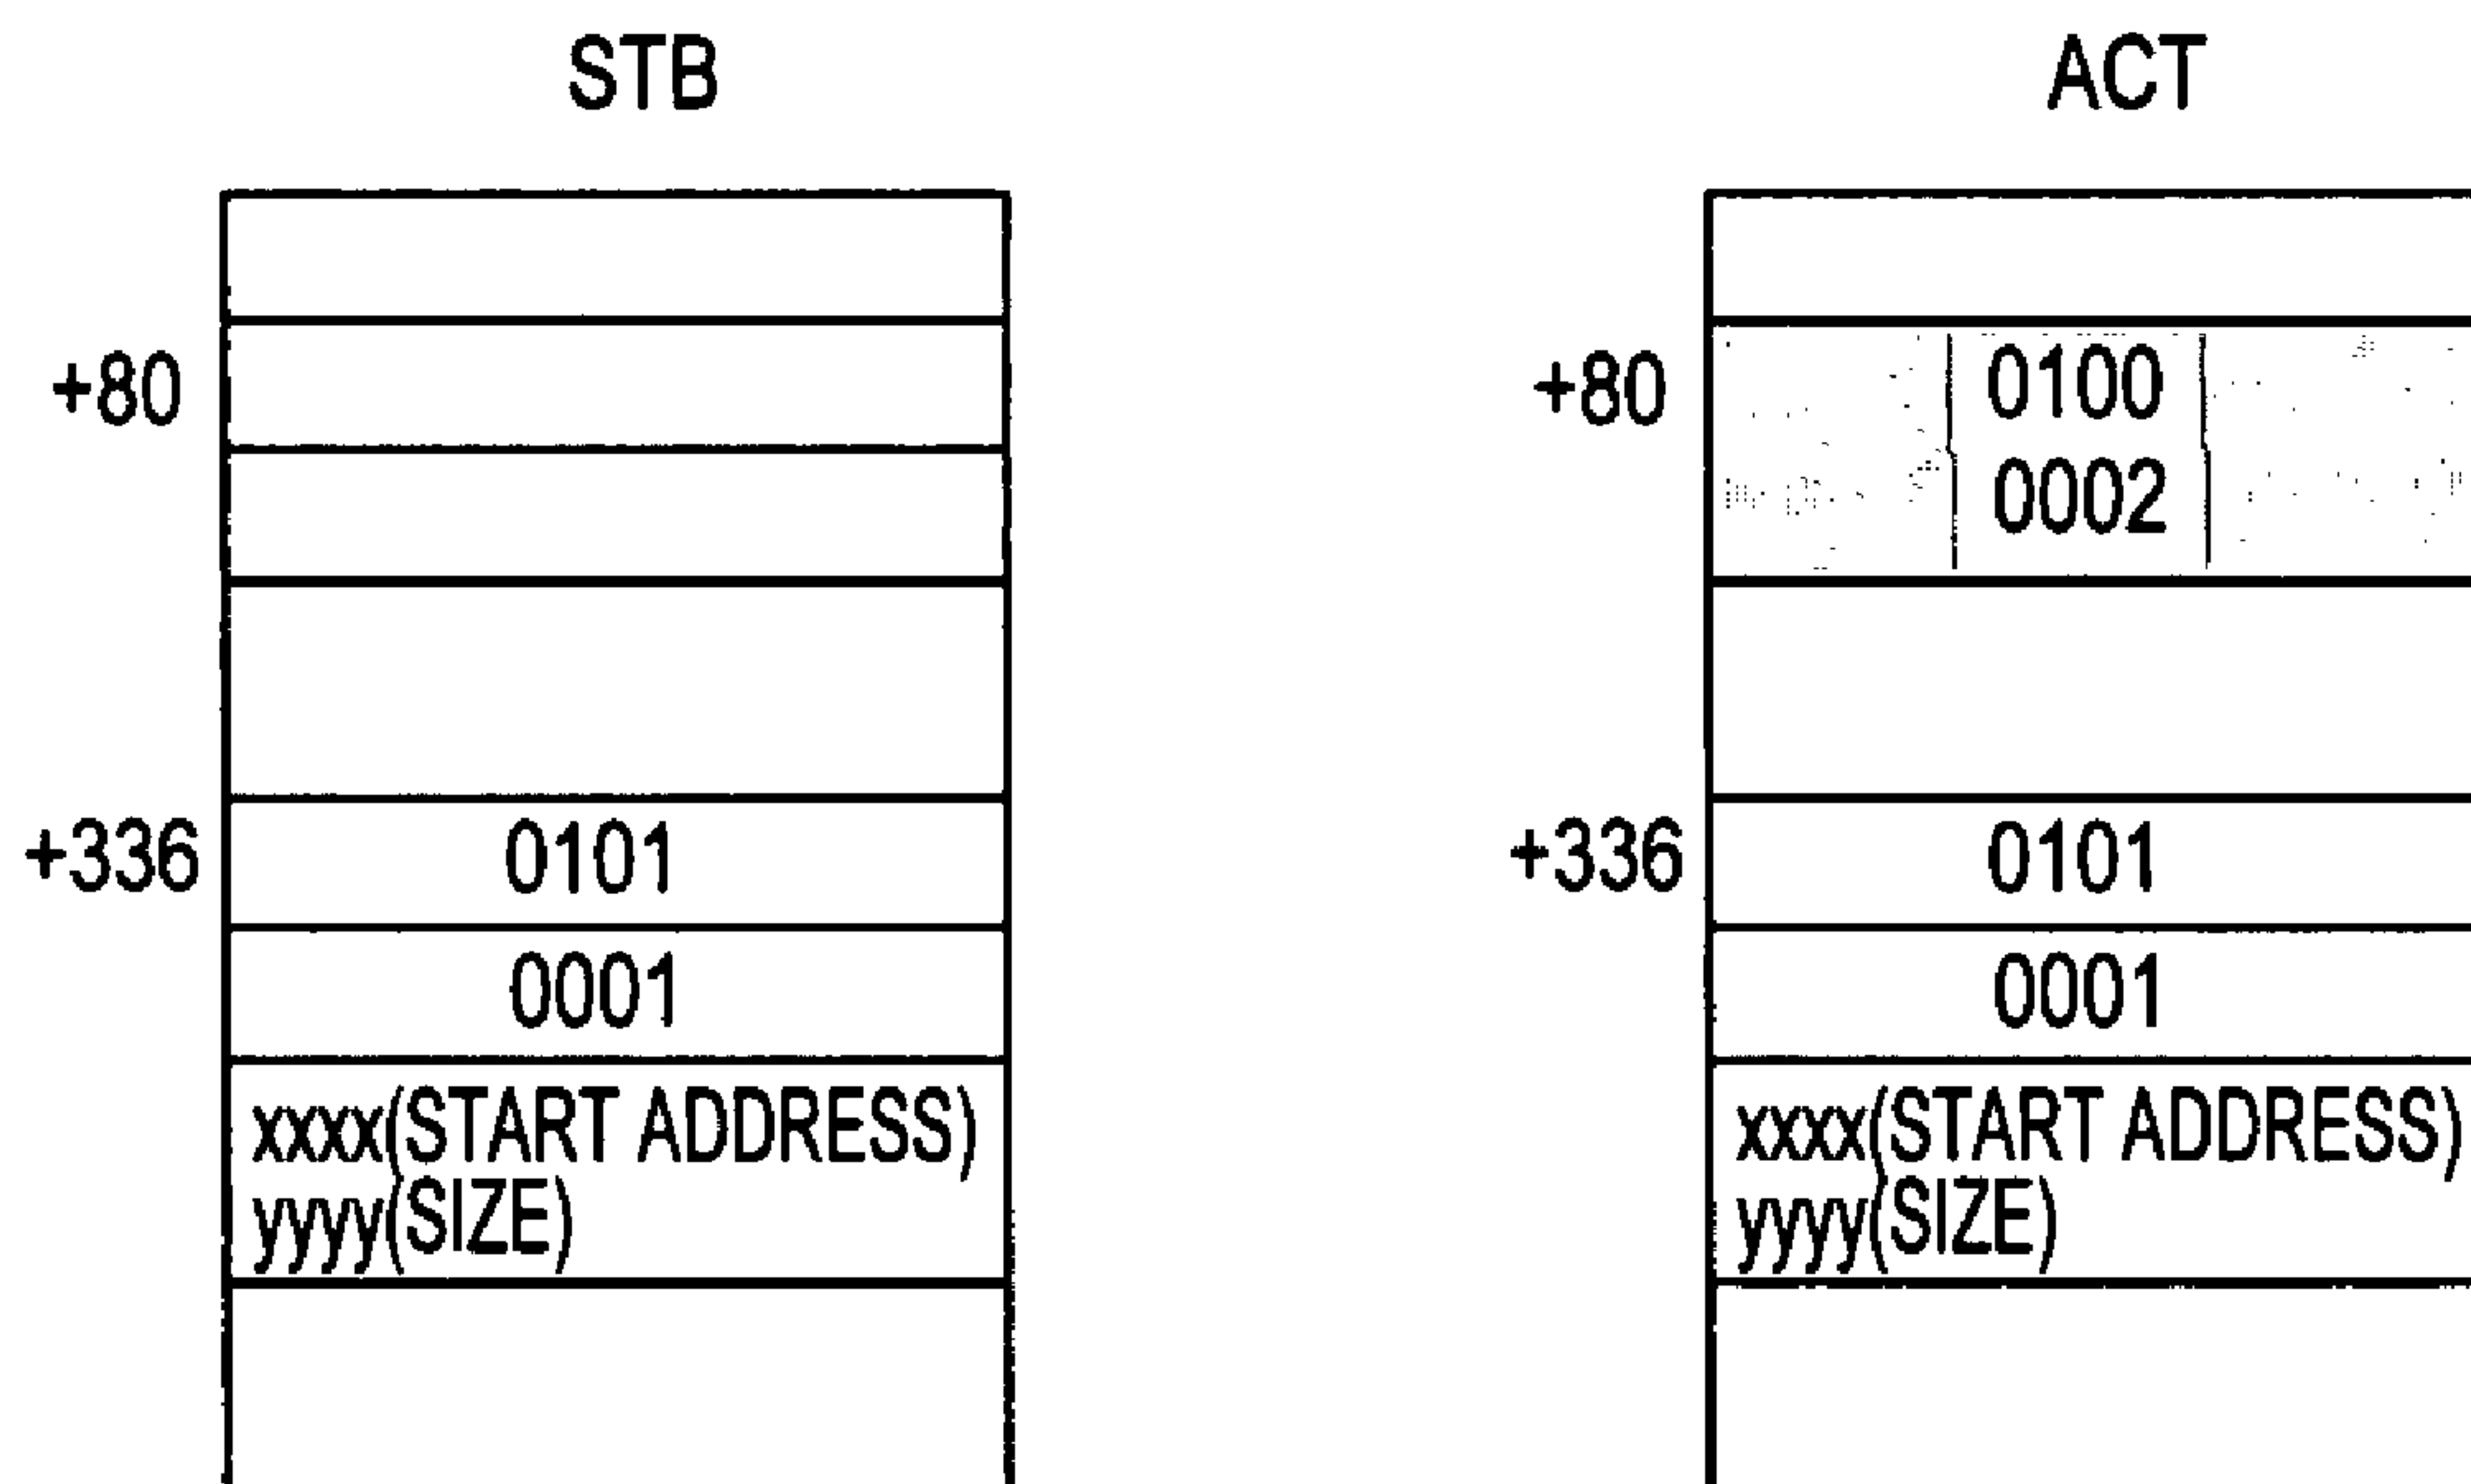 STB
+80
+336
0101
0001
xxxx(START ADDRESS)
yyyy(SIZE)
ACT
+80
0100
0002
+336
0101
0001
xxxx(START ADDRESS)
yyyy(SIZE)